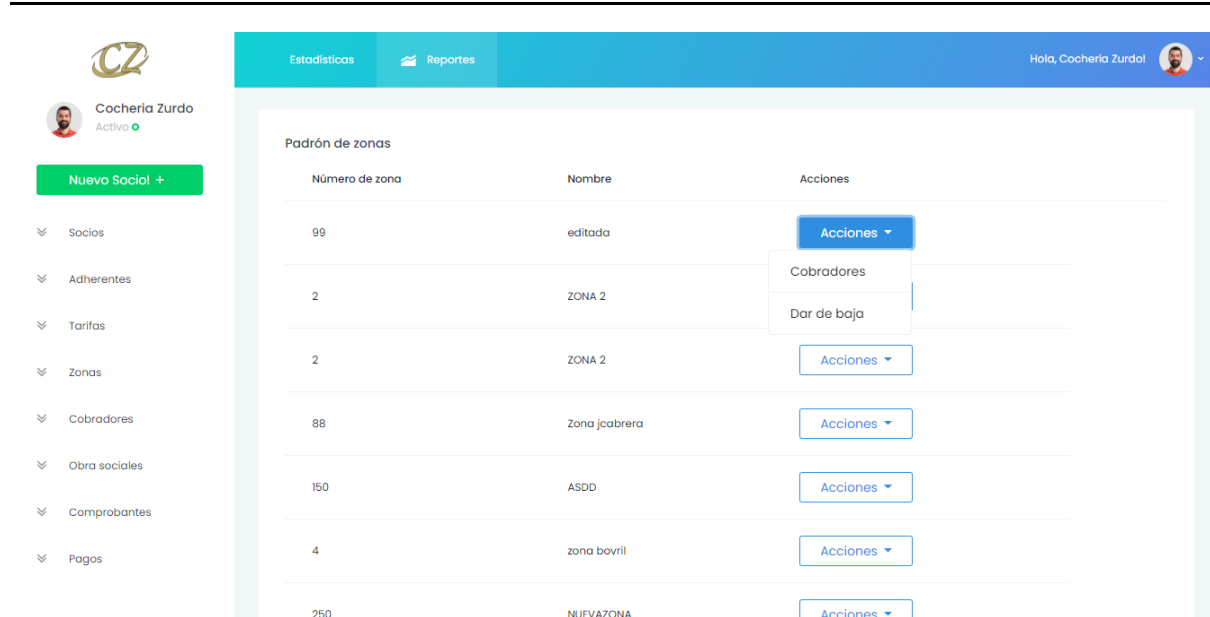 CZ
Estadísticas Reportes Hola, Cocheria Zurdo!
Cocheria Zurdo
Activo
Nuevo Socio! +
Socios
Adherentes
Tarifas
Zonas
Cobradores
Obra sociales
Comprobantes
Pagos
Padrón de zonas
Número de zona Nombre Acciones
99 editada Acciones
Cobradores
Dar de baja
2 ZONA 2
2 ZONA 2 Acciones
88 Zona jcabrera Acciones
150 ASDD Acciones
4 zona bovril Acciones
250 NUEVAZONA Acciones